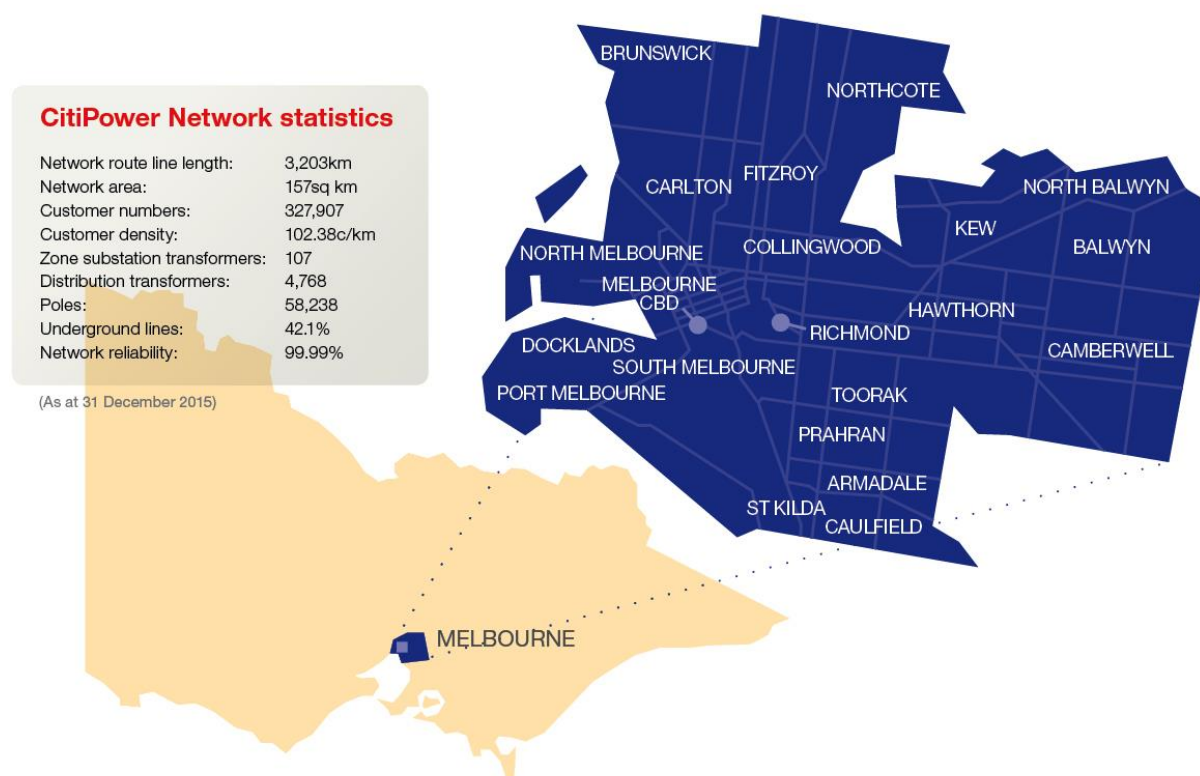 CitiPower Network statistics
Network route line length: 3,203km
Network area: 157sq km
Customer numbers: 327,907
Customer density: 102.38c/km
Zone substation transformers: 107
Distribution transformers: 4,768
Poles: 58,238
Underground lines: 42.1%
Network reliability: 99.99%
(As at 31 December 2015)
BRUNSWICK
NORTHCOTE
FITZROY
CARLTON
NORTH BALWYN
KEW
NORTH MELBOURNE
COLLINGWOOD
BALWYN
MELBOURNE
CBD
HAWTHORN
RICHMOND
DOCKLANDS
CAMBERWELL
SOUTH MELBOURNE
PORT MELBOURNE
TOORAK
PRAHRAN
ARMADALE
ST KILDA
CAULFIELD
MELBOURNE